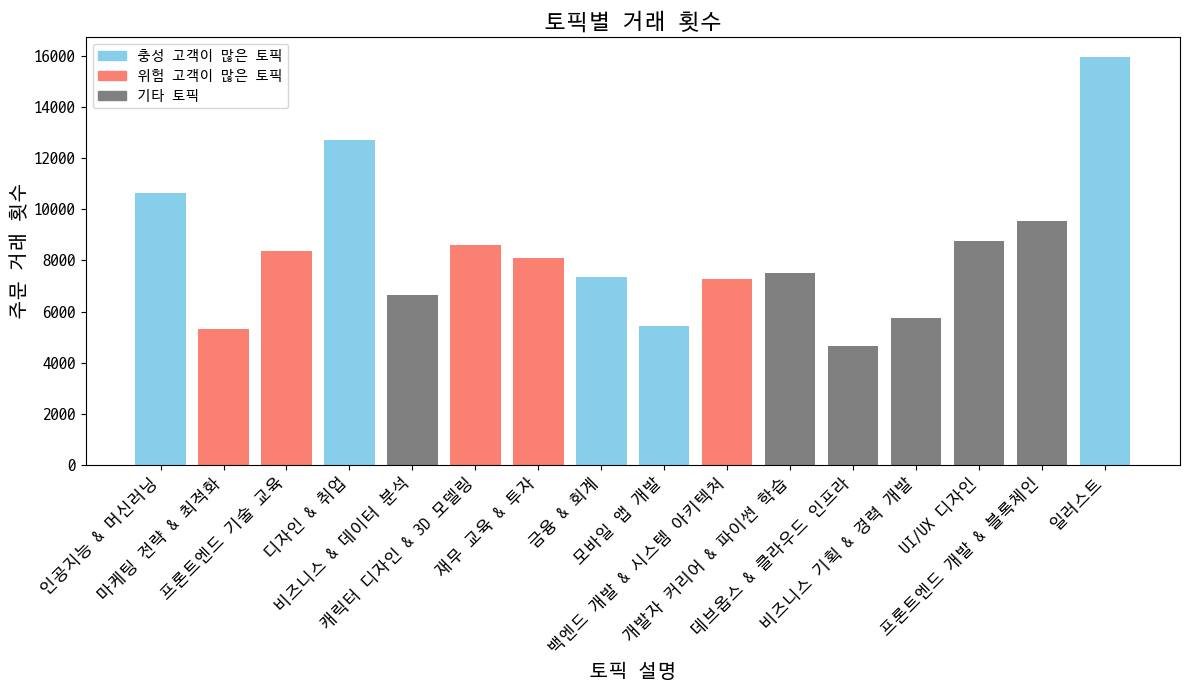 토픽별 거래 횟수
충성 고객이 많은 토픽
위험 고객이 많은 토픽
기타 토픽
주문 거래 횟수
16000
14000
12000
10000
8000
6000
4000
2000
0
인공지능 & 머신러닝
마케팅 전략 & 최적화
프론트엔드 기술 교육
디자인 & 취업
비즈니스 & 데이터 분석
캐릭터 디자인 & 3D 모델링
재무 교육 & 투자
금융 & 회계
모바일 앱 개발
백엔드 개발 & 시스템 아키텍처
개발자 커리어 & 파이썬 학습
데브옵스 & 클라우드 인프라
비즈니스 기획 & 경력 개발
UI/UX 디자인
프론트엔드 개발 & 블록체인
일러스트
토픽 설명